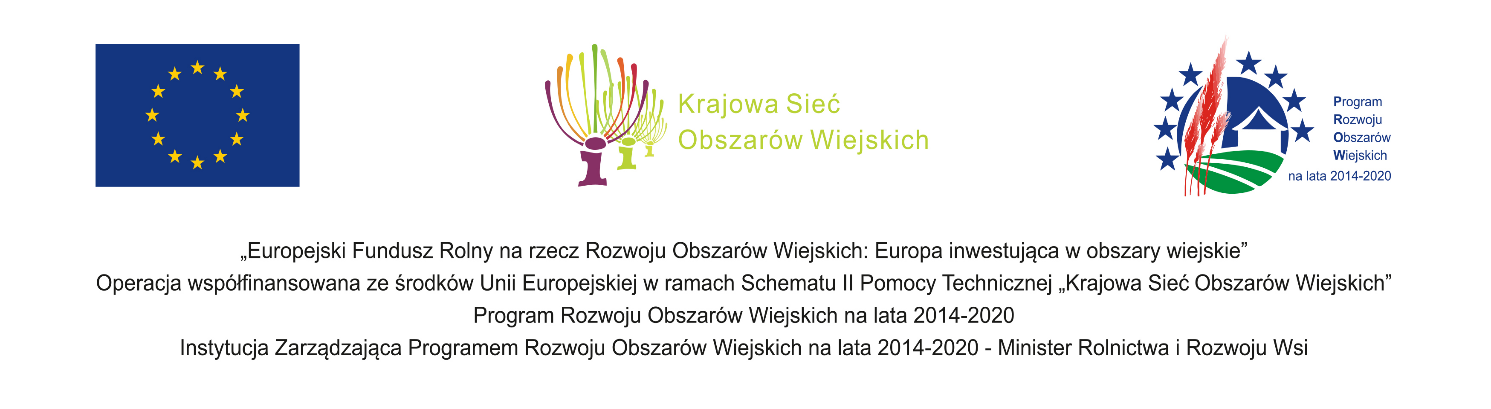 Krajowa Sieć
Obszarów Wiejskich
Program
Rozwoju
Obszarów
Wiejskich
na lata 2014-2020
„Europejski Fundusz Rolny na rzecz Rozwoju Obszarów Wiejskich: Europa inwestująca w obszary wiejskie”
Operacja współfinansowana ze środków Unii Europejskiej w ramach Schematu II Pomocy Technicznej „Krajowa Sieć Obszarów Wiejskich”
Program Rozwoju Obszarów Wiejskich na lata 2014-2020
Instytucja Zarządzająca Programem Rozwoju Obszarów Wiejskich na lata 2014-2020 - Minister Rolnictwa i Rozwoju Wsi